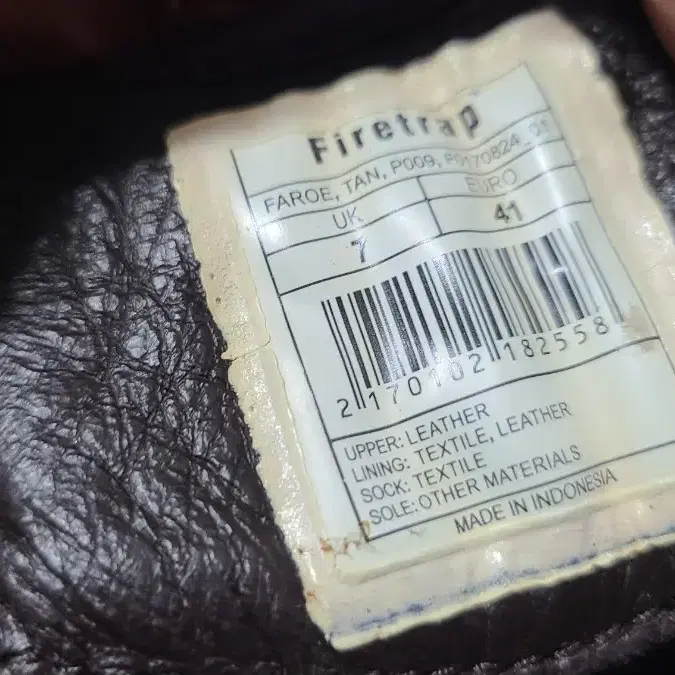 Firetrap
FAROE, TAN, P009, P0170824_01
UK EURO
7 41
2 170102 182558
UPPER: LEATHER
LINING: TEXTILE, LEATHER
SOCK: TEXTILE
SOLE: OTHER MATERIALS
MADE IN INDONESIA